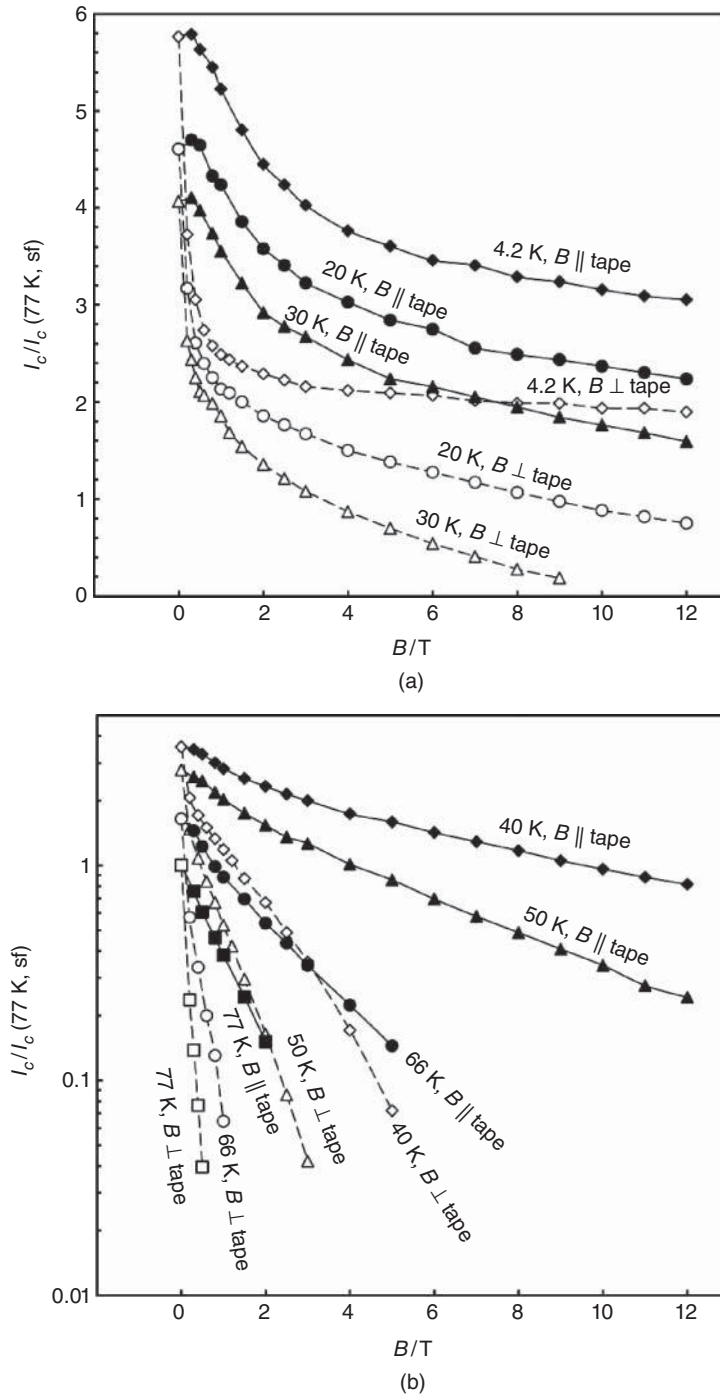 6
5
4
3
2
1
0
I_c/I_c (77 K, sf)
4.2 K, B || tape
20 K, B || tape
30 K, B || tape
4.2 K, B ⊥ tape
20 K, B ⊥ tape
30 K, B ⊥ tape
0 2 4 6 8 10 12
B/T
(a)
1
0.1
0.01
I_c/I_c (77 K, sf)
40 K, B || tape
50 K, B || tape
66 K, B || tape
40 K, B ⊥ tape
50 K, B ⊥ tape
77 K, B || tape
66 K, B ⊥ tape
77 K, B ⊥ tape
0 2 4 6 8 10 12
B/T
(b)